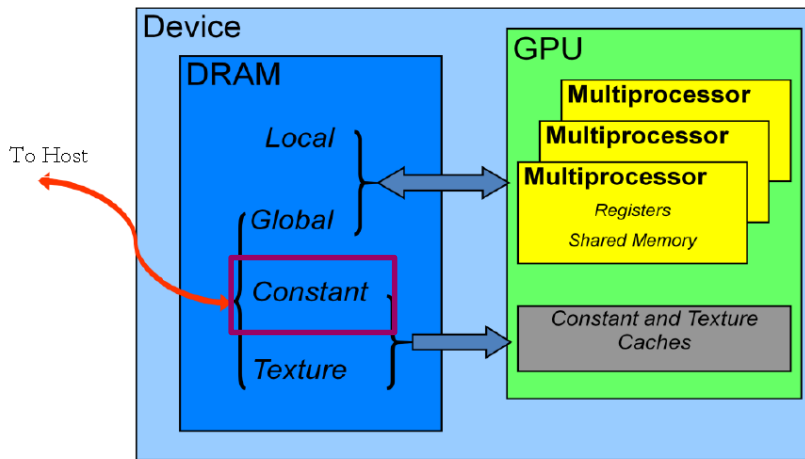 Device
DRAM
Local
Global
Constant
Texture
To Host
GPU
Multiprocessor
Multiprocessor
Multiprocessor
Registers
Shared Memory
Constant and Texture
Caches